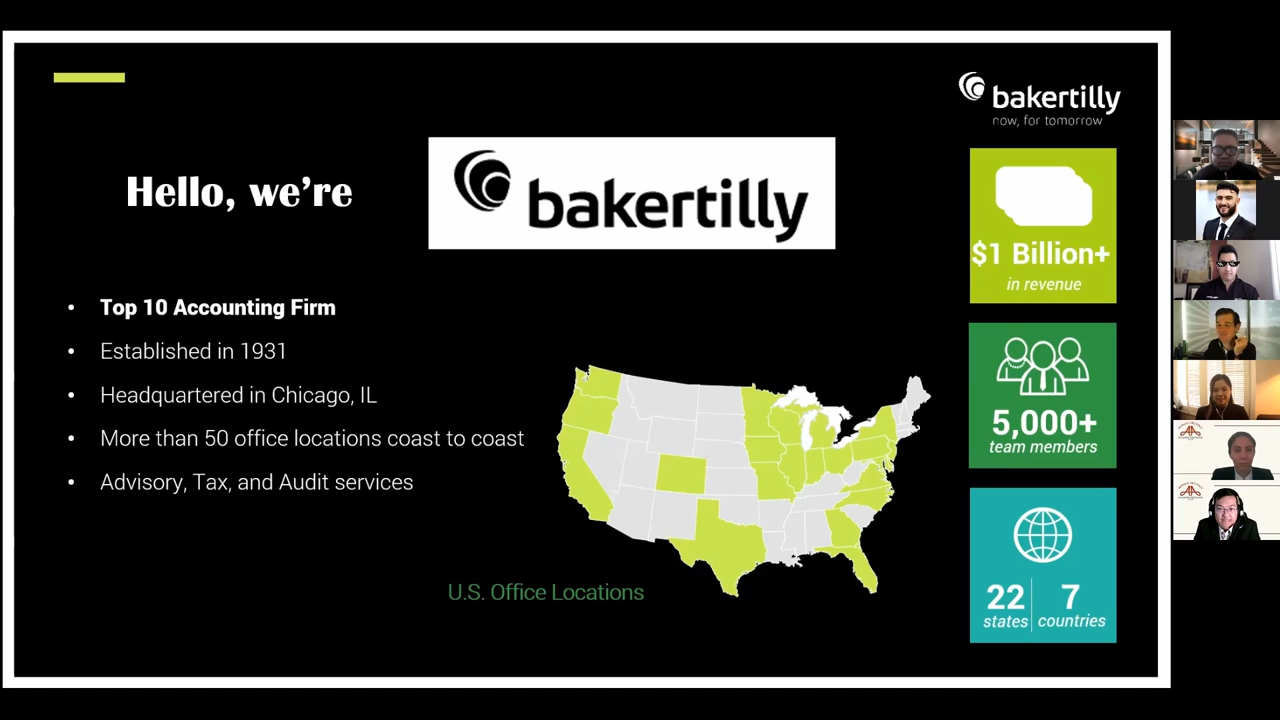 bakertilly
now, for tomorrow
Hello, we're
bakertilly
• Top 10 Accounting Firm
• Established in 1931
• Headquartered in Chicago, IL
• More than 50 office locations coast to coast
• Advisory, Tax, and Audit services
U.S. Office Locations
$1 Billion+
in revenue
5,000+
team members
22 7
states countries